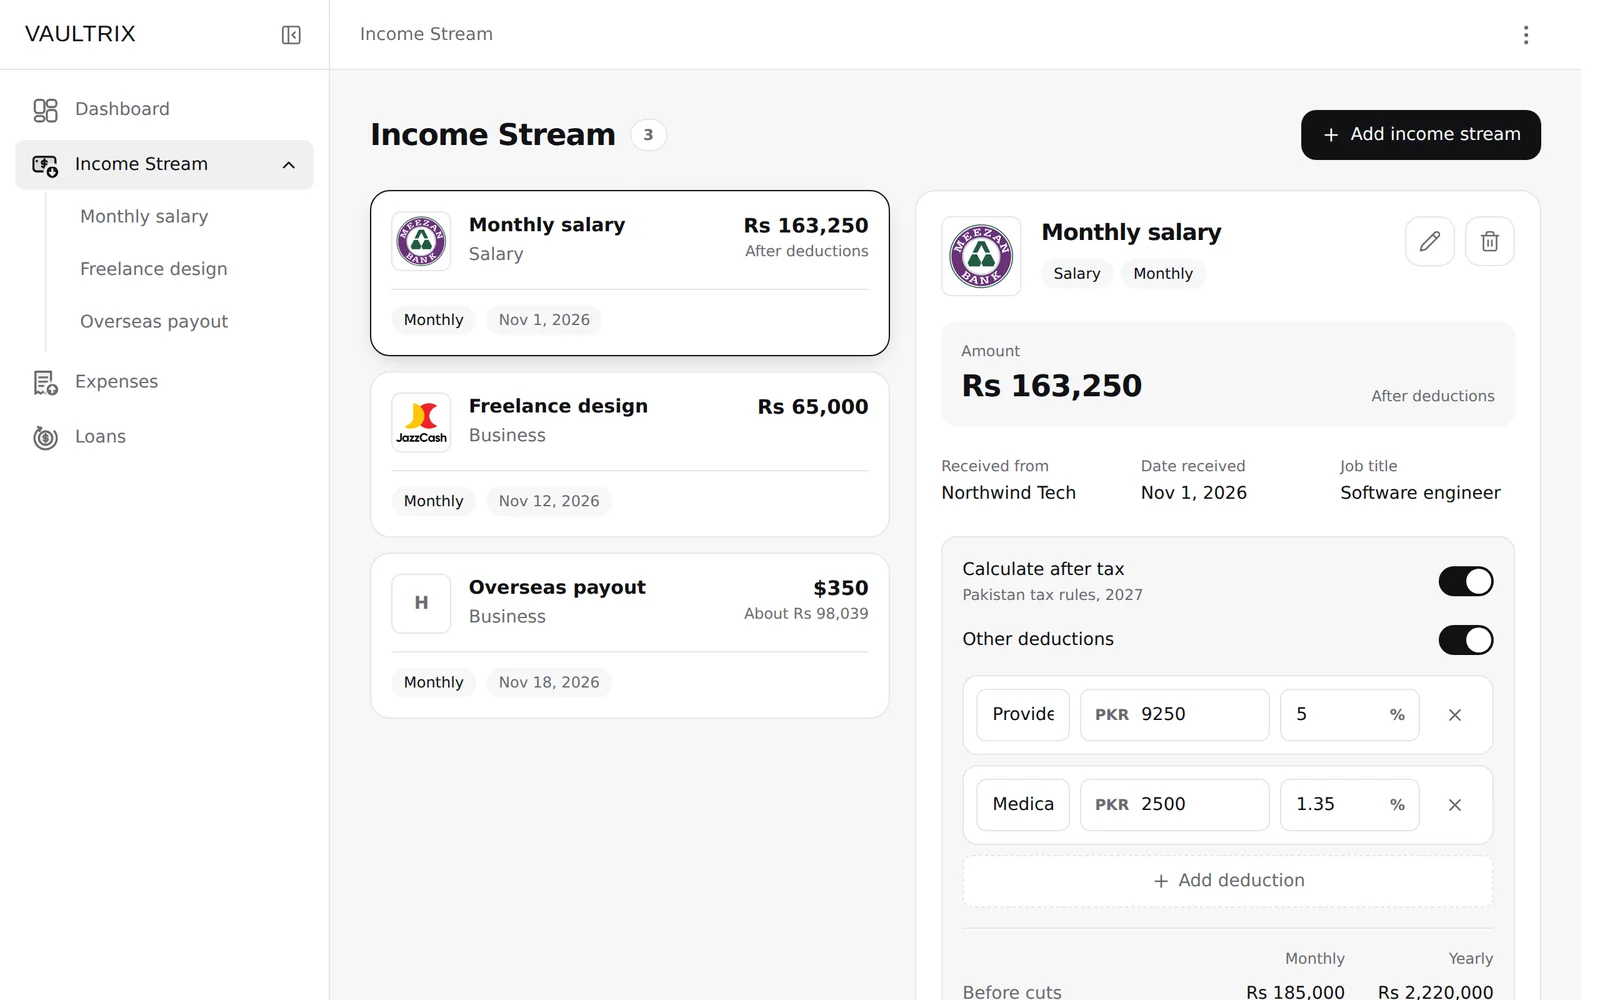 VAULTRIX
Income Stream
Dashboard
Income Stream
Monthly salary
Freelance design
Overseas payout
Expenses
Loans
Income Stream 3
+ Add income stream
MEEZAN BANK
Monthly salary
Salary
Rs 163,250
After deductions
Monthly Nov 1, 2026
JazzCash
Freelance design
Business
Rs 65,000
Monthly Nov 12, 2026
H
Overseas payout
Business
$350
About Rs 98,039
Monthly Nov 18, 2026
MEEZAN BANK
Monthly salary
Salary Monthly
Amount
Rs 163,250
After deductions
Received from
Northwind Tech
Date received
Nov 1, 2026
Job title
Software engineer
Calculate after tax
Pakistan tax rules, 2027
Other deductions
Provide PKR 9250 5 %
Medica PKR 2500 1.35 %
+ Add deduction
Monthly Yearly
Before cuts Rs 185,000 Rs 2,220,000